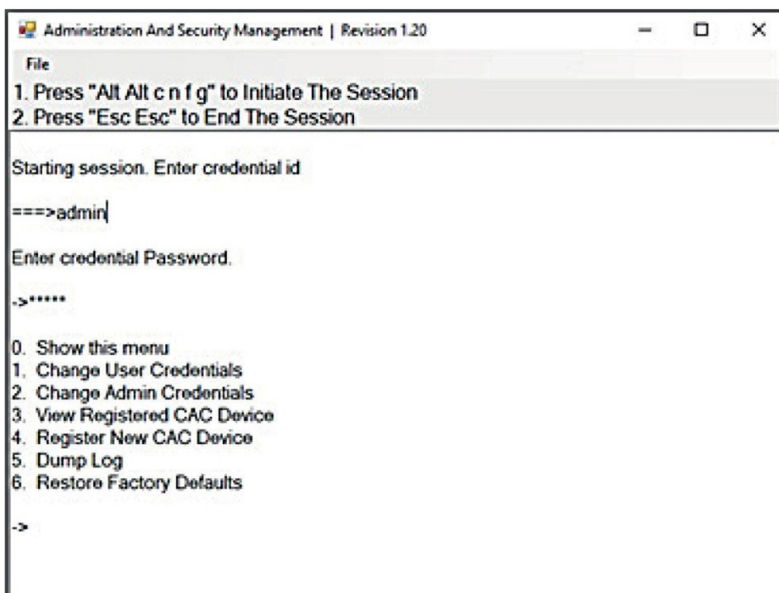 Administration And Security Management | Revision 1.20
File
1. Press "Alt Alt c n f g" to Initiate The Session
2. Press "Esc Esc" to End The Session
Starting session. Enter credential id
===>admin
Enter credential Password.
->*****
0. Show this menu
1. Change User Credentials
2. Change Admin Credentials
3. View Registered CAC Device
4. Register New CAC Device
5. Dump Log
6. Restore Factory Defaults
->